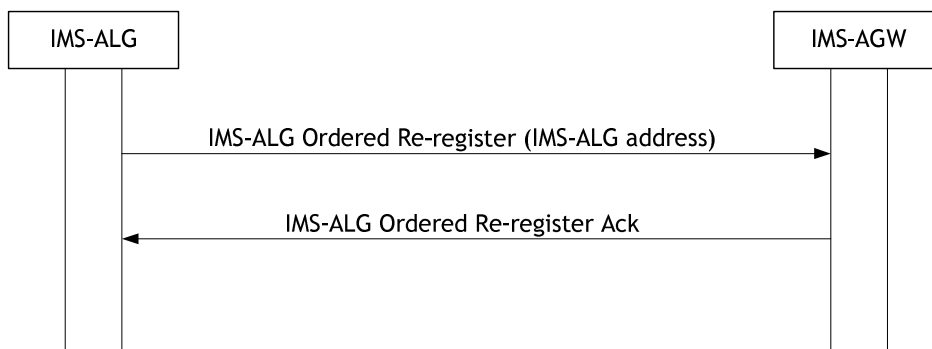 IMS-ALG
IMS-AGW
IMS-ALG Ordered Re-register (IMS-ALG address)
IMS-ALG Ordered Re-register Ack